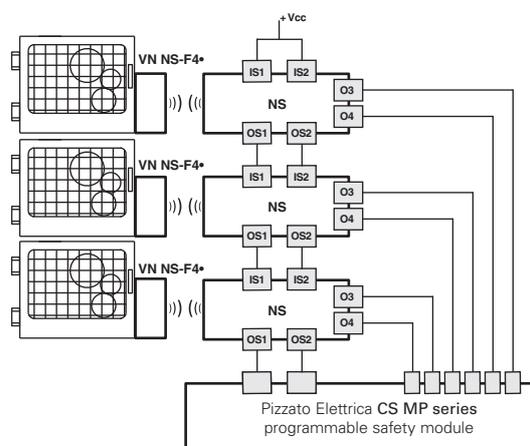 +Vcc
VN NS-F4•
IS1 IS2
O3
NS
O4
OS1 OS2
VN NS-F4•
IS1 IS2
O3
NS
O4
OS1 OS2
VN NS-F4•
IS1 IS2
O3
NS
O4
OS1 OS2
Pizzato Elettrica CS MP series
programmable safety module